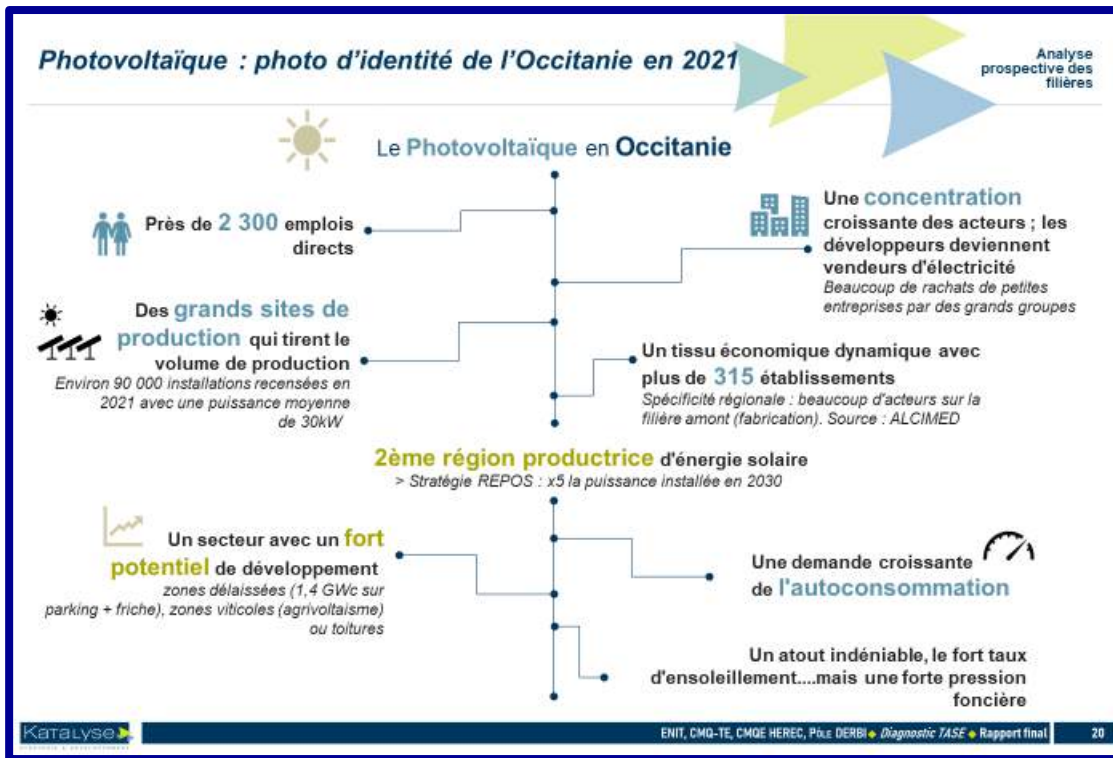 Photovoltaïque : photo d'identité de l'Occitanie en 2021
Analyse
prospective des
filières
Le Photovoltaïque en Occitanie
Près de 2 300 emplois
directs
Une concentration
croissante des acteurs ; les
développeurs deviennent
vendeurs d'électricité
Beaucoup de rachats de petites
entreprises par des grands groupes
Des grands sites de
production qui tirent le
volume de production
Environ 90 000 installations recensées en
2021 avec une puissance moyenne
de 30kW
Un tissu économique dynamique avec
plus de 315 établissements
Spécificité régionale : beaucoup d'acteurs sur la
filière amont (fabrication). Source : ALCIMED
2ème région productrice d'énergie solaire
> Stratégie REPOS : x5 la puissance installée en 2030
Un secteur avec un fort
potentiel de développement
zones délaissées (1,4 GWc sur
parking + friche), zones viticoles (agrivoltaisme)
ou toitures
Une demande croissante
de l'autoconsommation
Un atout indéniable, le fort taux
d'ensoleillement....mais une forte pression
foncière
Katalyse
ENIT, CMQ-TE, CMQE HEREC, Pôle DERBI ◆ Diagnostic TASE ◆ Rapport final 20